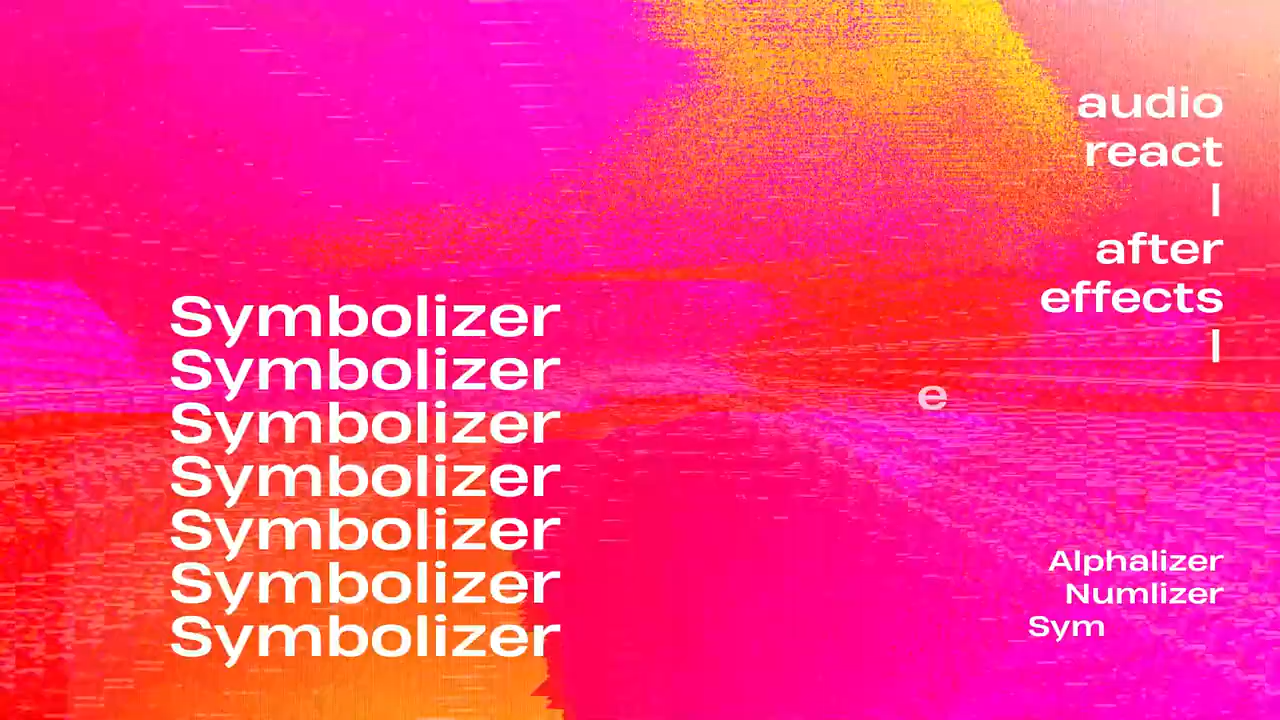 Symbolizer
Symbolizer
Symbolizer
Symbolizer
Symbolizer
Symbolizer
Symbolizer
audio
react
|
after
effects
|
e
Alphalizer
Numlizer
Sym